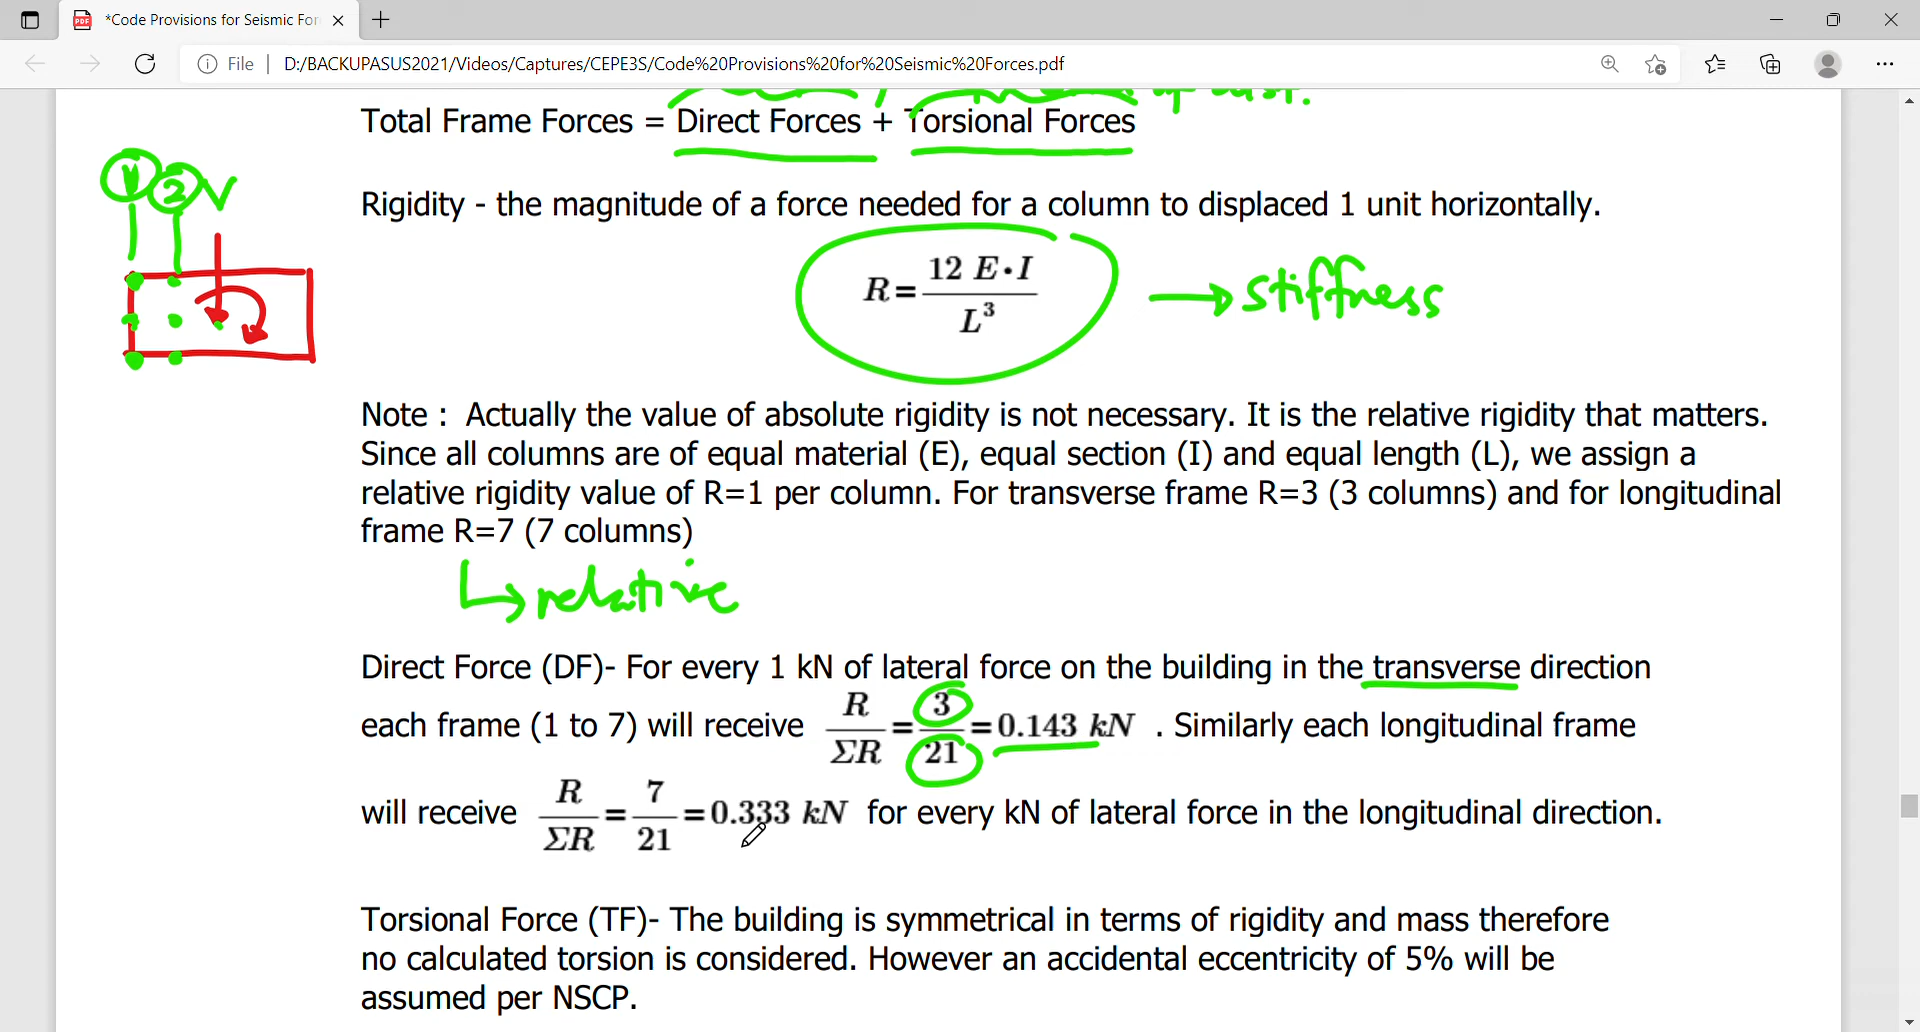 *Code Provisions for Seismic For
File | D:/BACKUPASUS2021/Videos/Captures/CEPE3S/Code%20Provisions%20for%20Seismic%20Forces.pdf
Total Frame Forces = Direct Forces + Torsional Forces
1 2 V
Rigidity - the magnitude of a force needed for a column to displaced 1 unit horizontally.
R = 12 E·I / L³ → stiffness
Note : Actually the value of absolute rigidity is not necessary. It is the relative rigidity that matters.
Since all columns are of equal material (E), equal section (I) and equal length (L), we assign a
relative rigidity value of R=1 per column. For transverse frame R=3 (3 columns) and for longitudinal
frame R=7 (7 columns)
↳ relative
Direct Force (DF)- For every 1 kN of lateral force on the building in the transverse direction
each frame (1 to 7) will receive R/ΣR = 3/21 = 0.143 kN . Similarly each longitudinal frame
will receive R/ΣR = 7/21 = 0.333 kN for every kN of lateral force in the longitudinal direction.
Torsional Force (TF)- The building is symmetrical in terms of rigidity and mass therefore
no calculated torsion is considered. However an accidental eccentricity of 5% will be
assumed per NSCP.